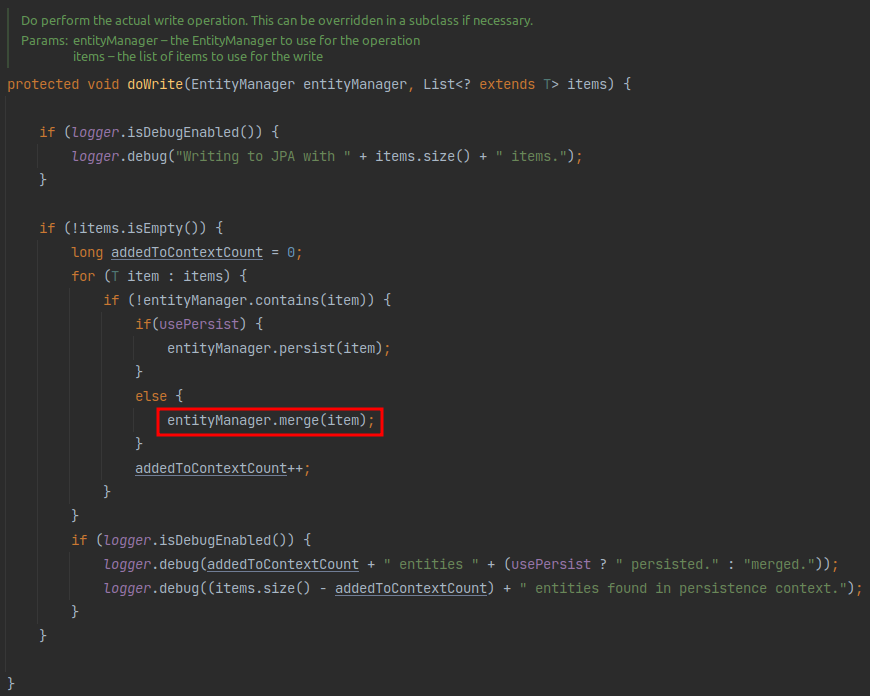 Do perform the actual write operation. This can be overridden in a subclass if necessary.
Params: entityManager – the EntityManager to use for the operation
items – the list of items to use for the write
protected void doWrite(EntityManager entityManager, List<? extends T> items) {
if (logger.isDebugEnabled()) {
logger.debug("Writing to JPA with " + items.size() + " items.");
}
if (!items.isEmpty()) {
long addedToContextCount = 0;
for (T item : items) {
if (!entityManager.contains(item)) {
if(usePersist) {
entityManager.persist(item);
}
else {
entityManager.merge(item);
}
addedToContextCount++;
}
}
if (logger.isDebugEnabled()) {
logger.debug(addedToContextCount + " entities " + (usePersist ? " persisted." : "merged."));
logger.debug((items.size() - addedToContextCount) + " entities found in persistence context.");
}
}
}